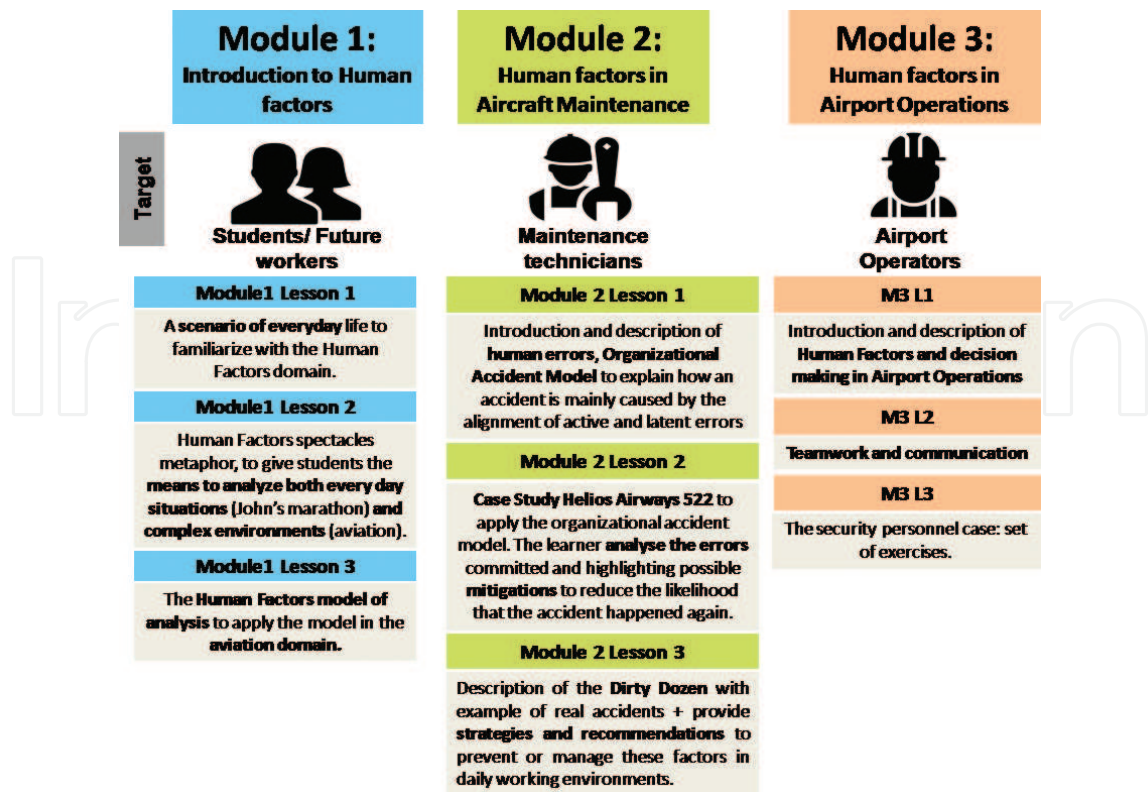 Module 1:
Introduction to Human
factors
Module 2:
Human factors in
Aircraft Maintenance
Module 3:
Human factors in
Airport Operations
Target
Students/ Future
workers
Maintenance
technicians
Airport
Operators
Module1 Lesson 1
A scenario of everyday life to
familiarize with the Human
Factors domain.
Module1 Lesson 2
Human Factors spectacles
metaphor, to give students the
means to analyze both every day
situations (John's marathon) and
complex environments (aviation).
Module1 Lesson 3
The Human Factors model of
analysis to apply the model in the
aviation domain.
Module 2 Lesson 1
Introduction and description of
human errors, Organizational
Accident Model to explain how an
accident is mainly caused by the
alignment of active and latent errors
Module 2 Lesson 2
Case Study Helios Airways 522 to
apply the organizational accident
model. The learner analyse the errors
committed and highlighting possible
mitigations to reduce the likelihood
that the accident happened again.
Module 2 Lesson 3
Description of the Dirty Dozen with
example of real accidents + provide
strategies and recommendations to
prevent or manage these factors in
daily working environments.
M3 L1
Introduction and description of
Human Factors and decision
making in Airport Operations
M3 L2
Teamwork and communication
M3 L3
The security personnel case: set
of exercises.